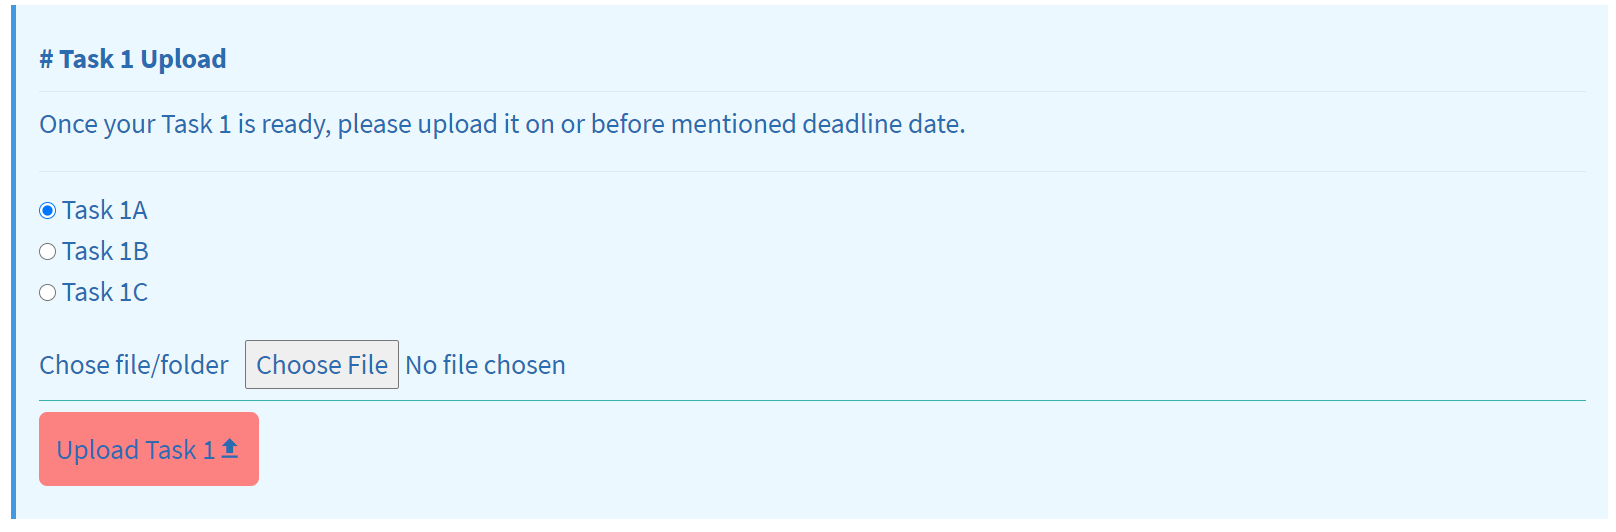 # Task 1 Upload
Once your Task 1 is ready, please upload it on or before mentioned deadline date.
Task 1A
Task 1B
Task 1C
Chose file/folder Choose File No file chosen
Upload Task 1